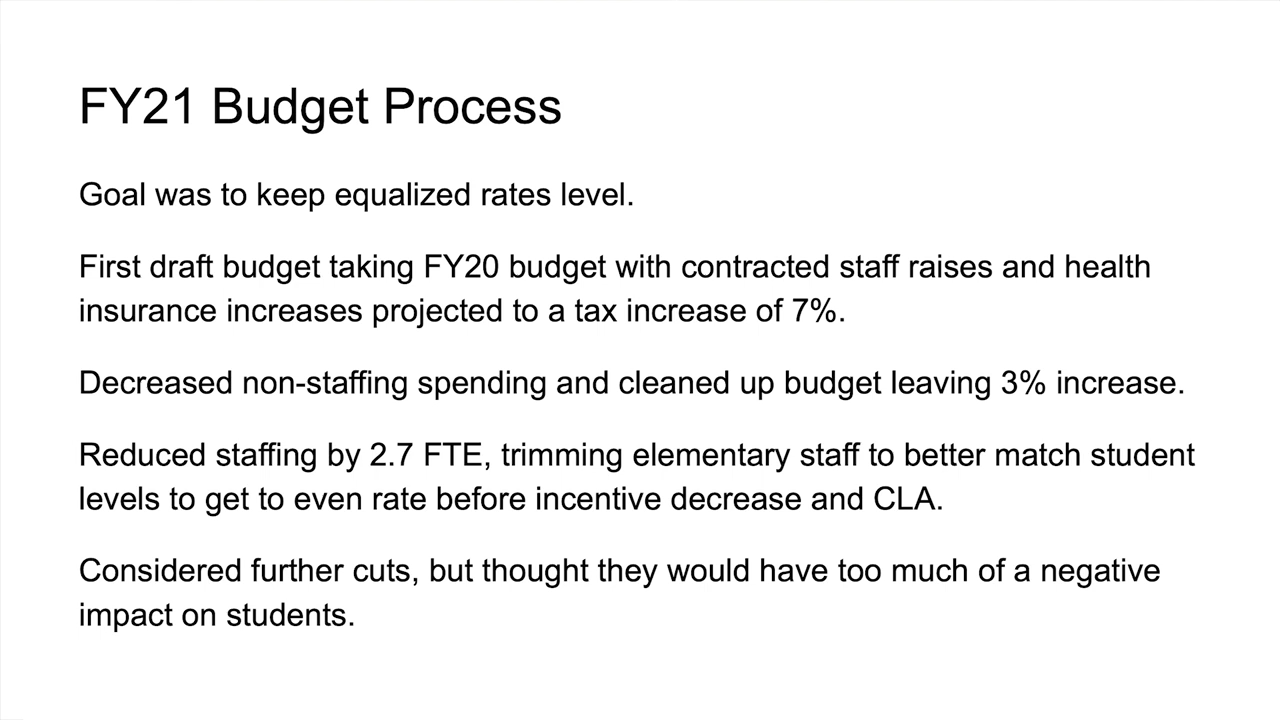 FY21 Budget Process
Goal was to keep equalized rates level.
First draft budget taking FY20 budget with contracted staff raises and health
insurance increases projected to a tax increase of 7%.
Decreased non-staffing spending and cleaned up budget leaving 3% increase.
Reduced staffing by 2.7 FTE, trimming elementary staff to better match student
levels to get to even rate before incentive decrease and CLA.
Considered further cuts, but thought they would have too much of a negative
impact on students.